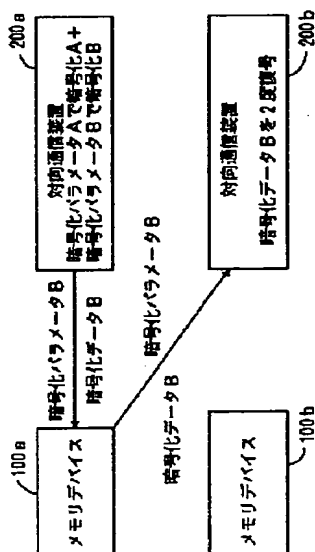 100a
メモリデバイス
暗号化パラメータB
暗号化データB
200a
対向通信装置
暗号化パラメータAで暗号化A+
暗号化パラメータBで暗号化B
暗号化データB
暗号化パラメータB
100b
メモリデバイス
200b
対向通信装置
暗号化データBを2度復号